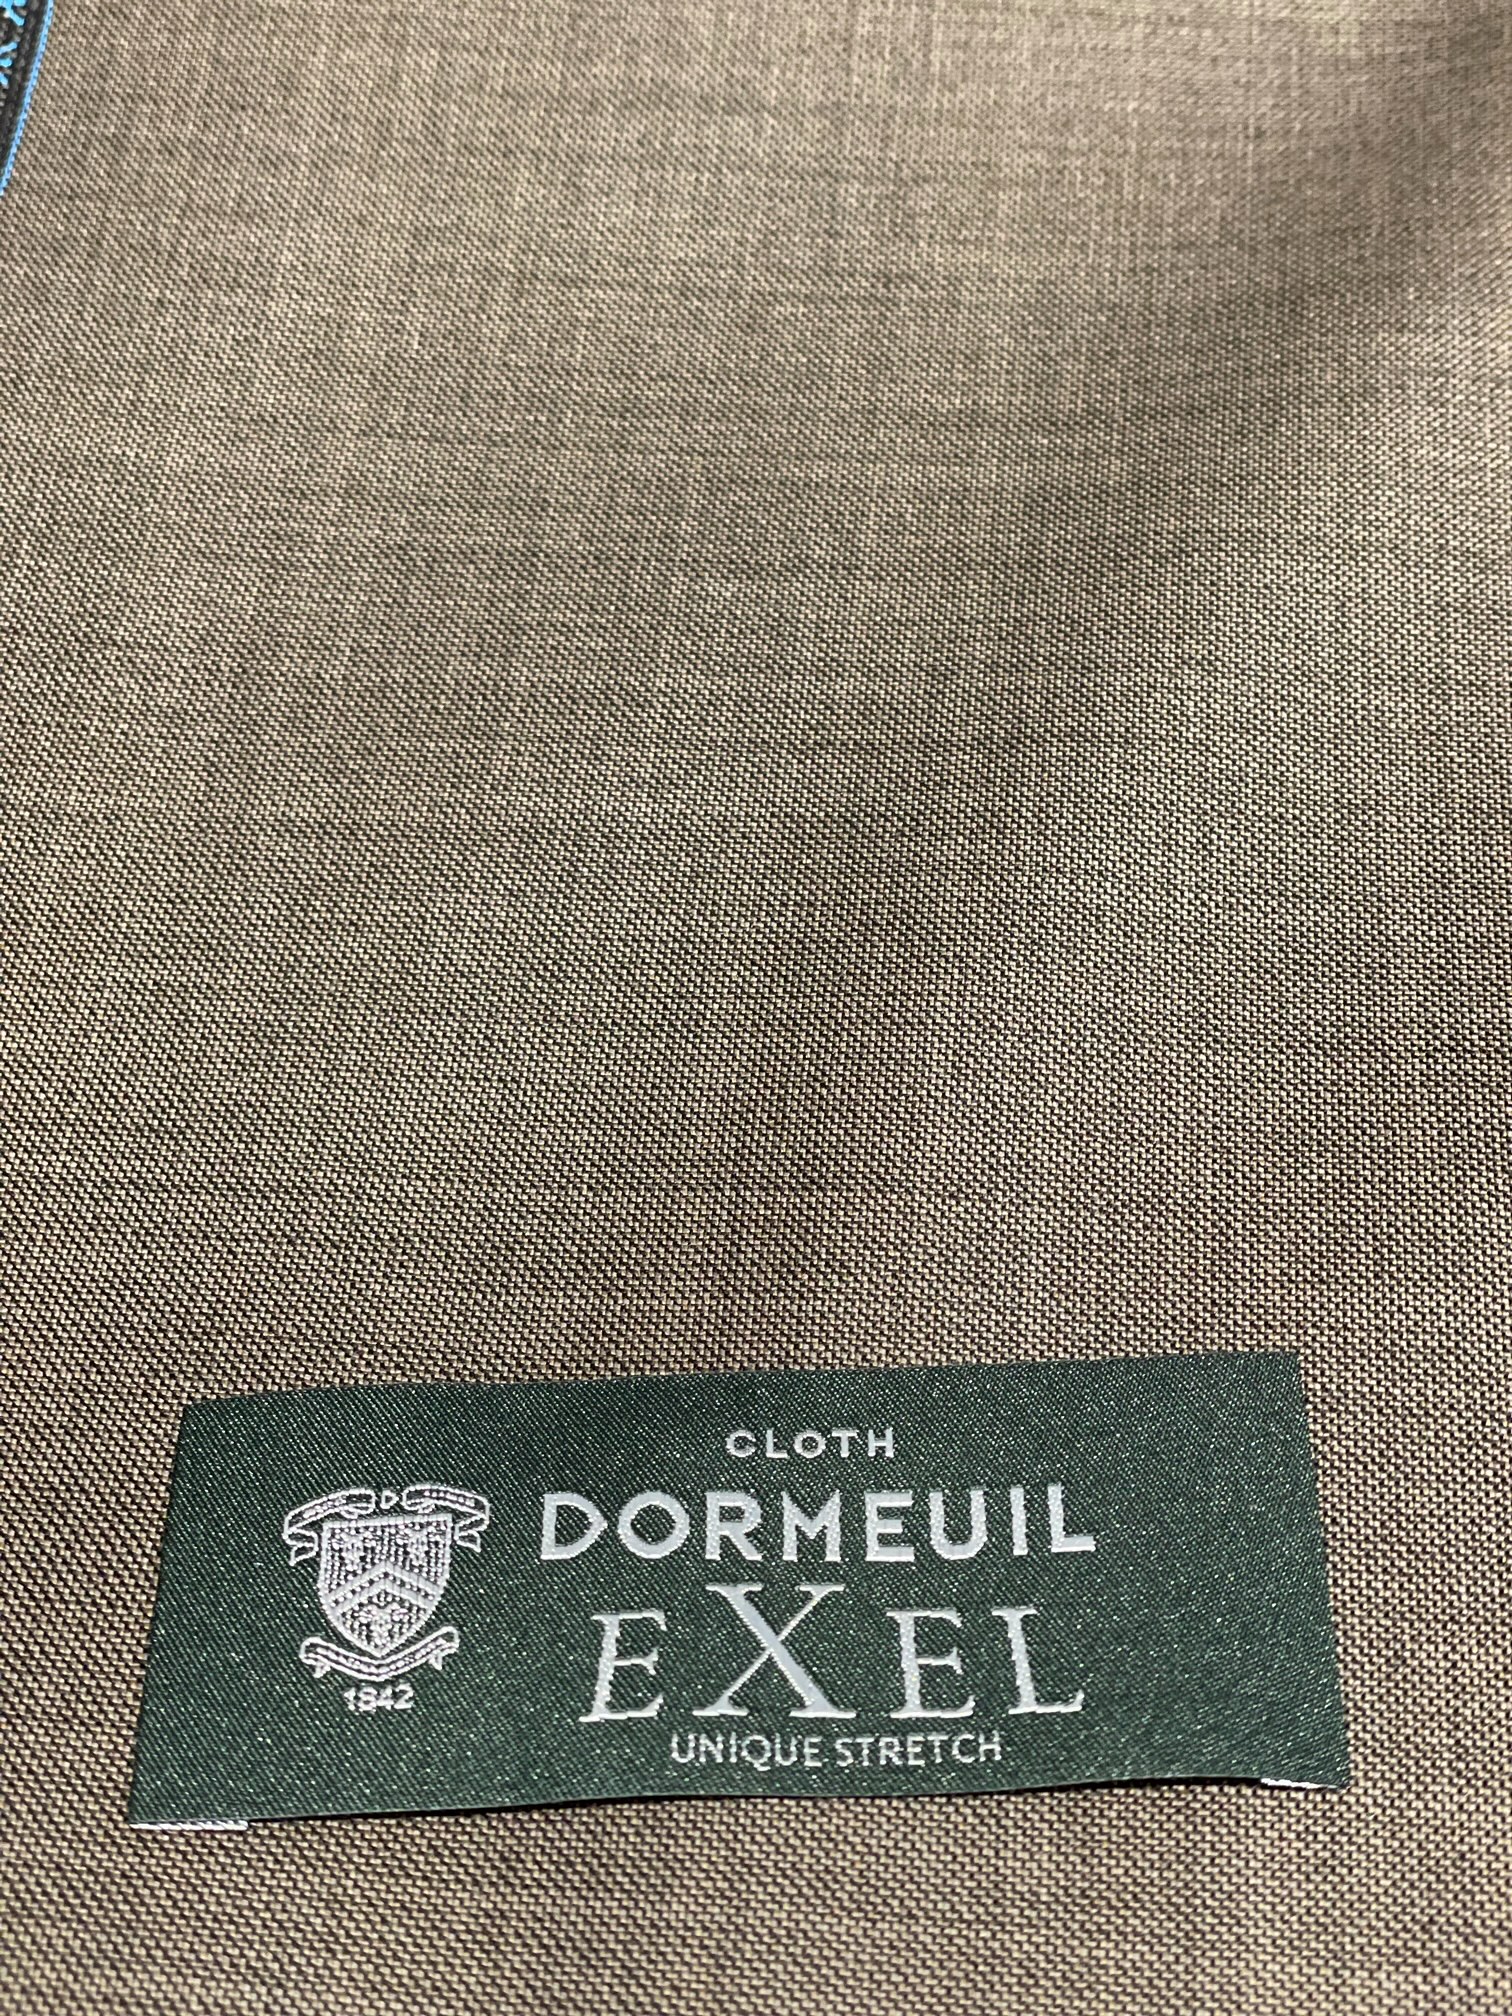 CLOTH
DORMEUIL
EXEL
UNIQUE STRETCH
D
1842